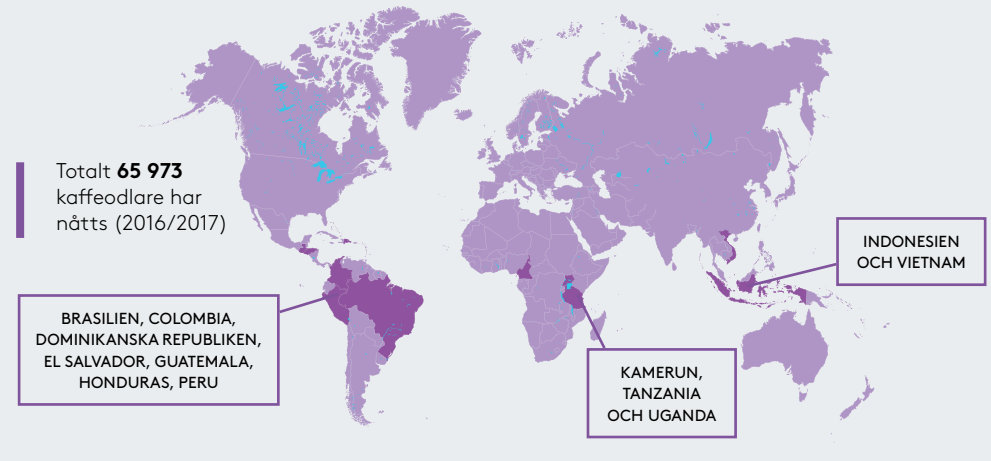 Totalt 65 973
kaffeodlare har
nåtts (2016/2017)
INDONESIEN
OCH VIETNAM
BRASILIEN, COLOMBIA,
DOMINIKANSKA REPUBLIKEN,
EL SALVADOR, GUATEMALA,
HONDURAS, PERU
KAMERUN,
TANZANIA
OCH UGANDA